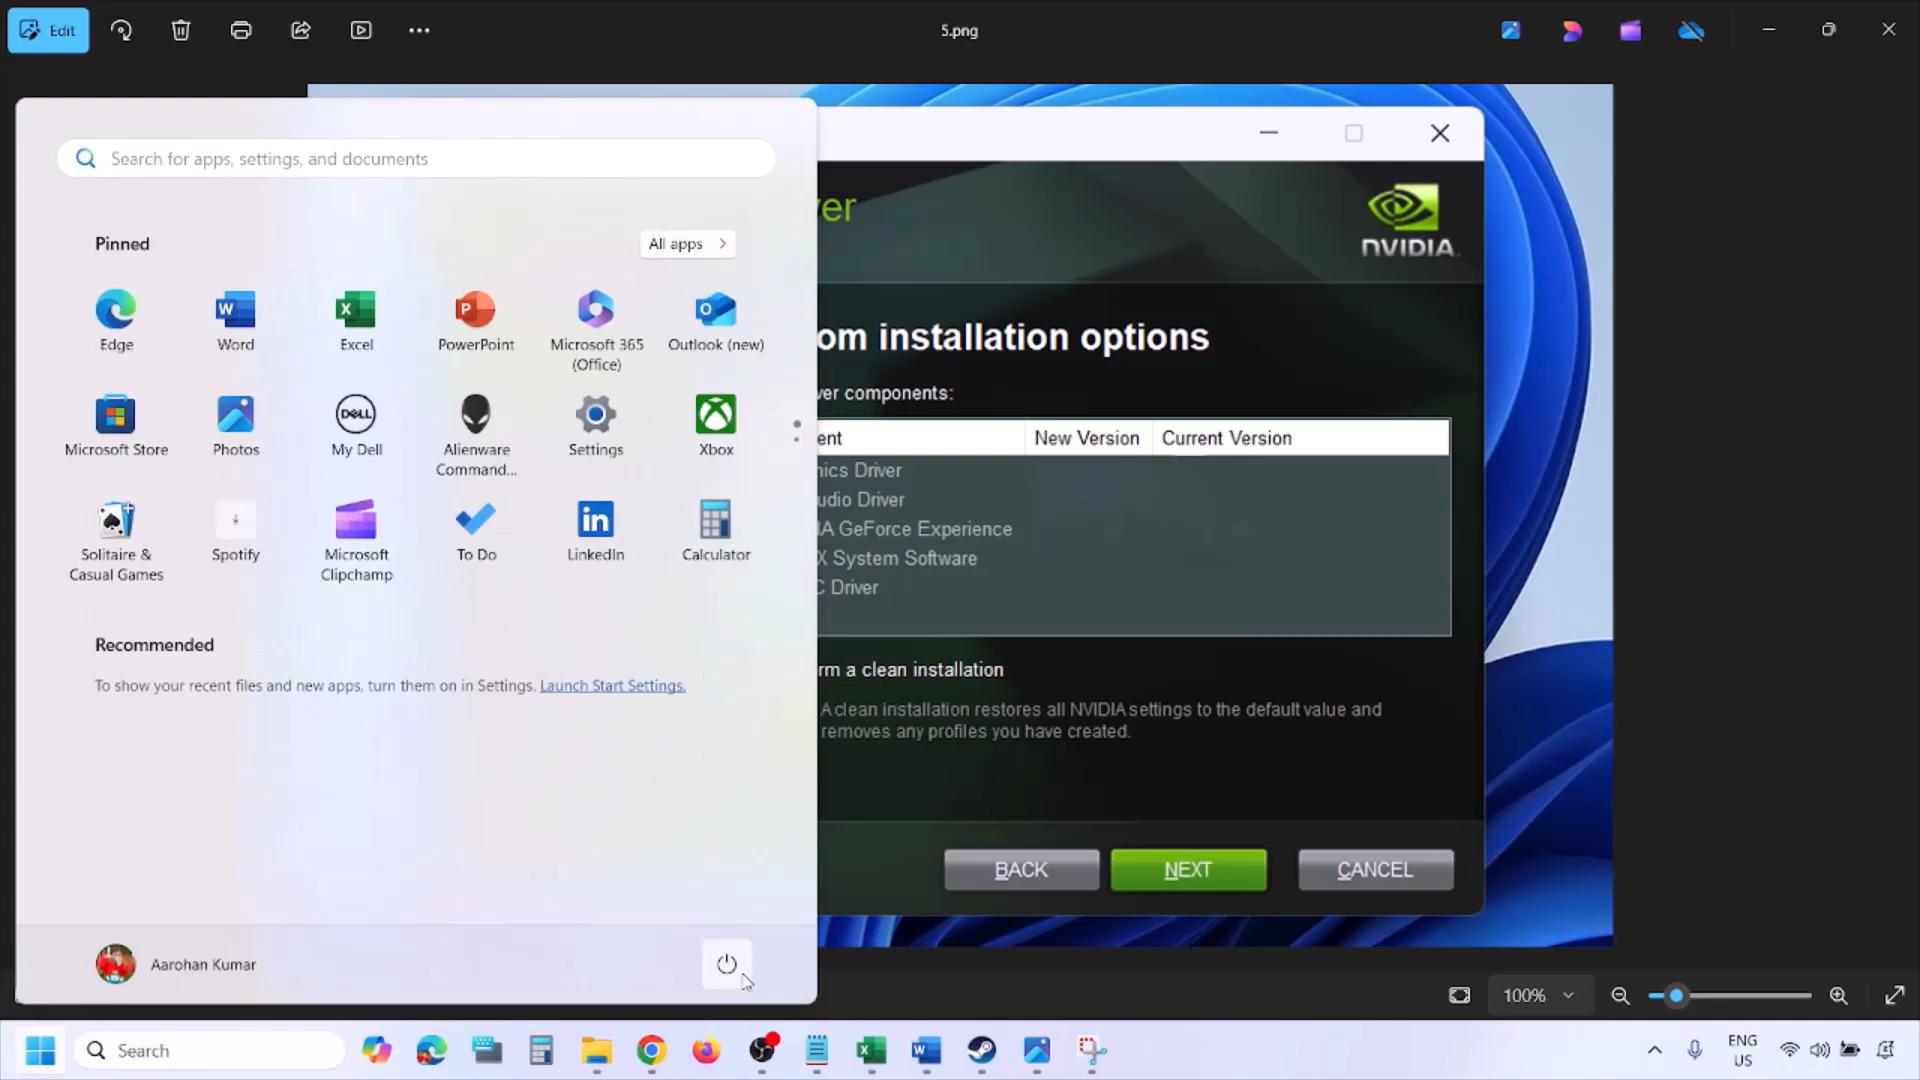 Edit
5.png
Search for apps, settings, and documents
Pinned
All apps
Edge
Word
Excel
PowerPoint
Microsoft 365
(Office)
Outlook (new)
Microsoft Store
Photos
DELL
My Dell
Alienware
Command...
Settings
Xbox
Solitaire &
Casual Games
Spotify
Microsoft
Clipchamp
To Do
LinkedIn
Calculator
Recommended
To show your recent files and new apps, turn them on in Settings. Launch Start Settings.
Aarohan Kumar
ver
NVIDIA.
om installation options
ver components:
ent
New Version
Current Version
nics Driver
udio Driver
IA GeForce Experience
X System Software
C Driver
rm a clean installation
A clean installation restores all NVIDIA settings to the default value and
removes any profiles you have created.
BACK
NEXT
CANCEL
100%
Search
ENG
US